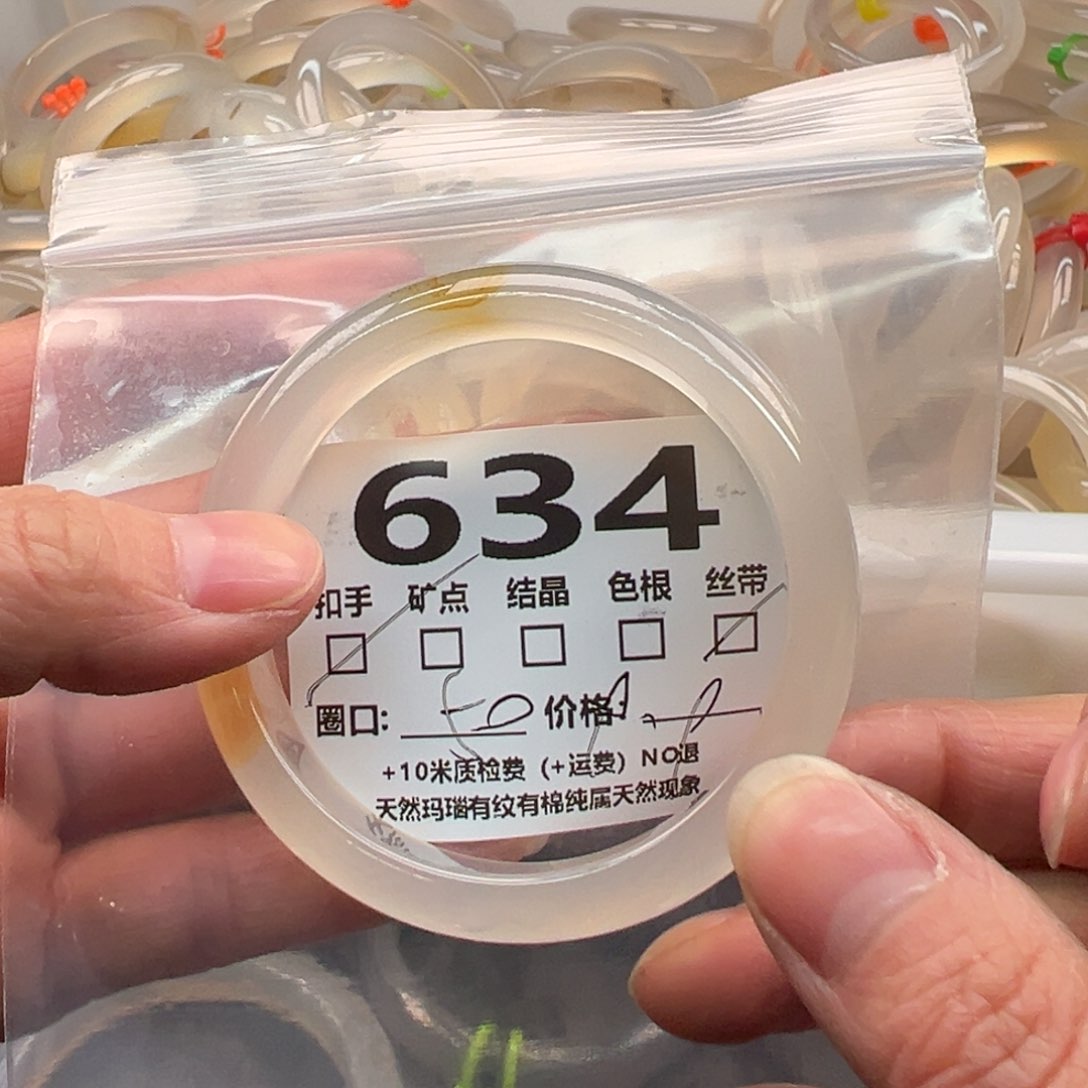 634
扣手 矿点 结晶 色根 丝带
圈口: 价格:
+10米质检费（+运费）NO退
天然玛瑙有纹有棉纯属天然现象